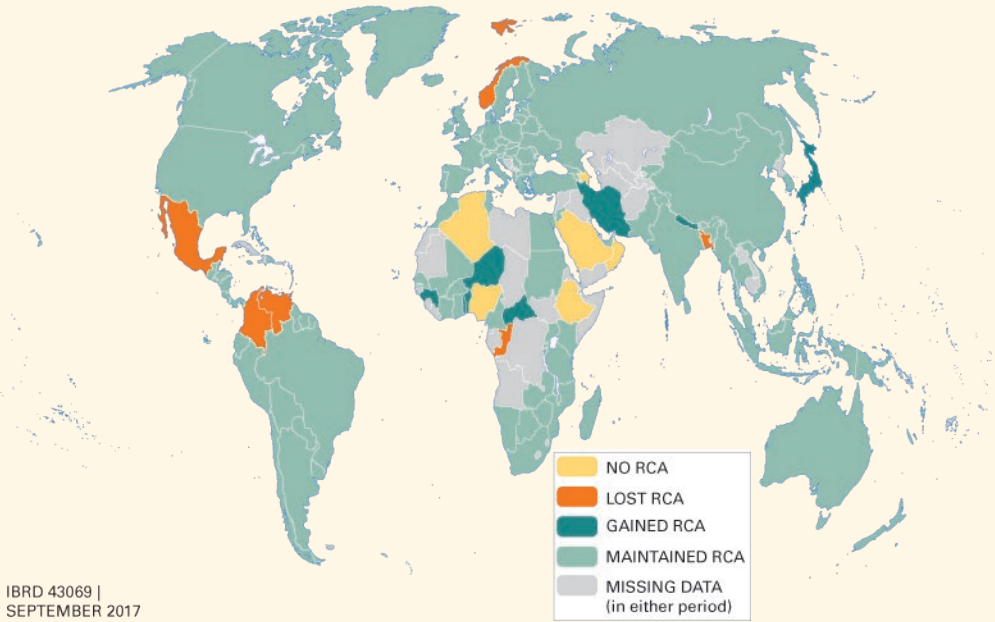 NO RCA
LOST RCA
GAINED RCA
MAINTAINED RCA
MISSING DATA
(in either period)
IBRD 43069 |
SEPTEMBER 2017